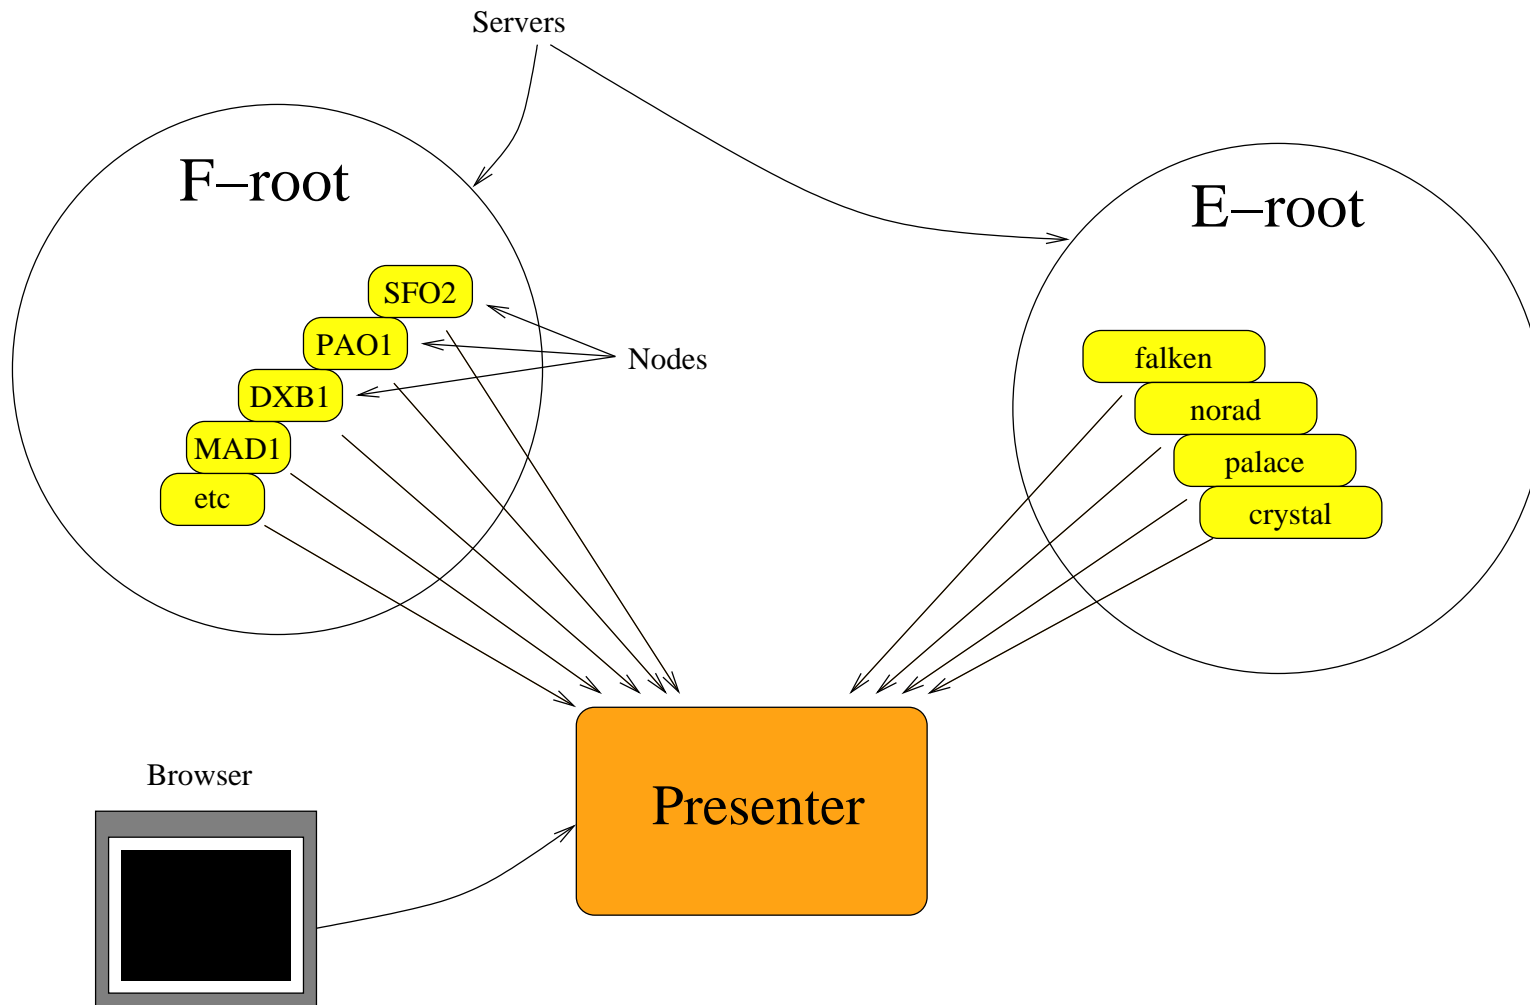 Servers
F–root
E–root
SFO2
PAO1
DXB1
MAD1
etc
Nodes
falken
norad
palace
crystal
Browser
Presenter